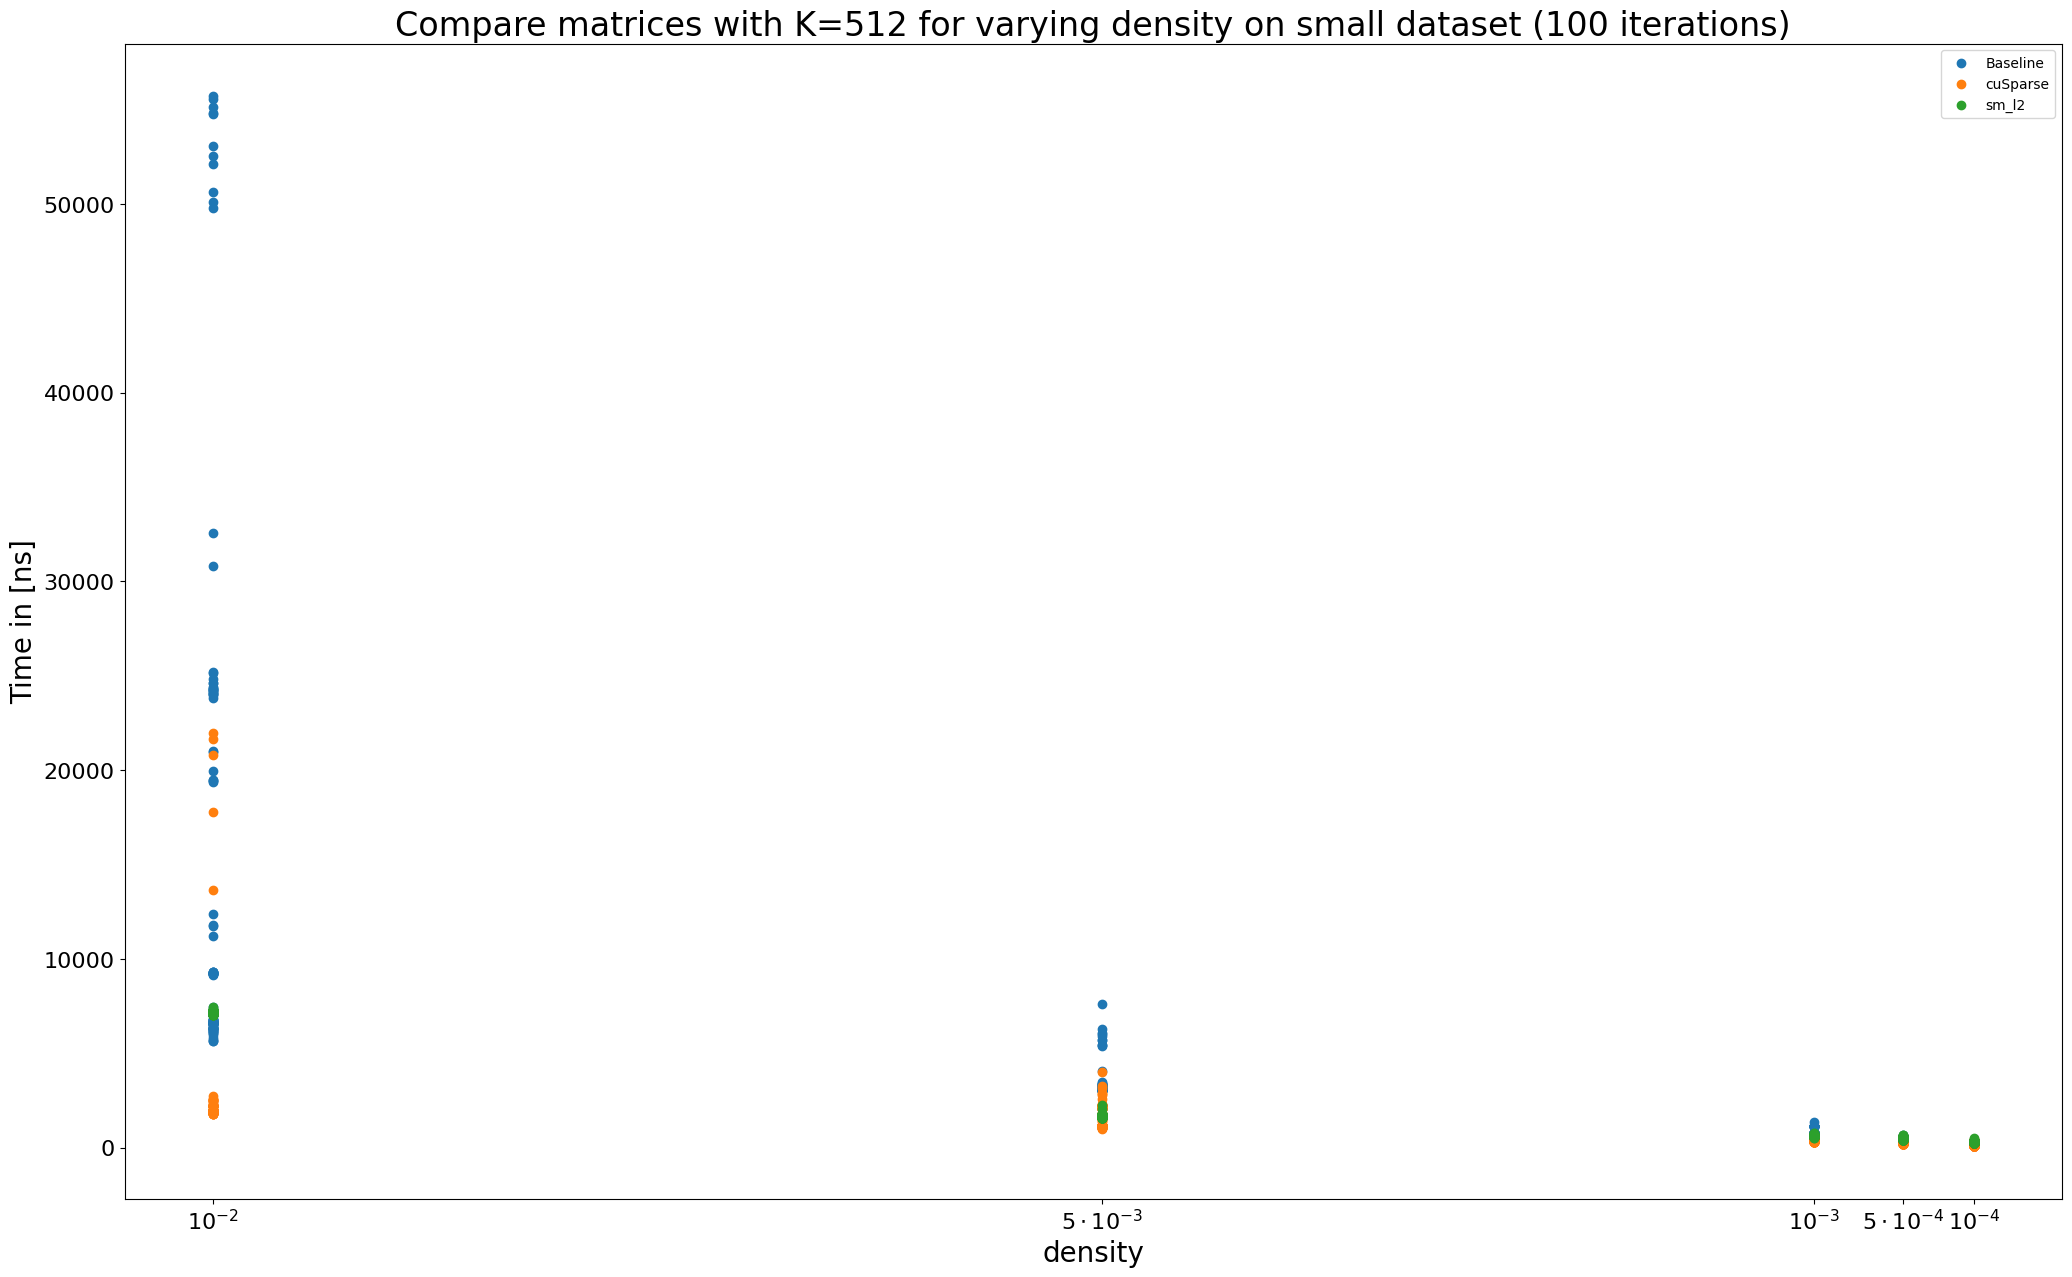 Compare matrices with K=512 for varying density on small dataset (100 iterations)
Baseline
cuSparse
sm_l2
Time in [ns]
50000
40000
30000
20000
10000
0
10⁻² 5·10⁻³ 10⁻³ 5·10⁻⁴ 10⁻⁴
density